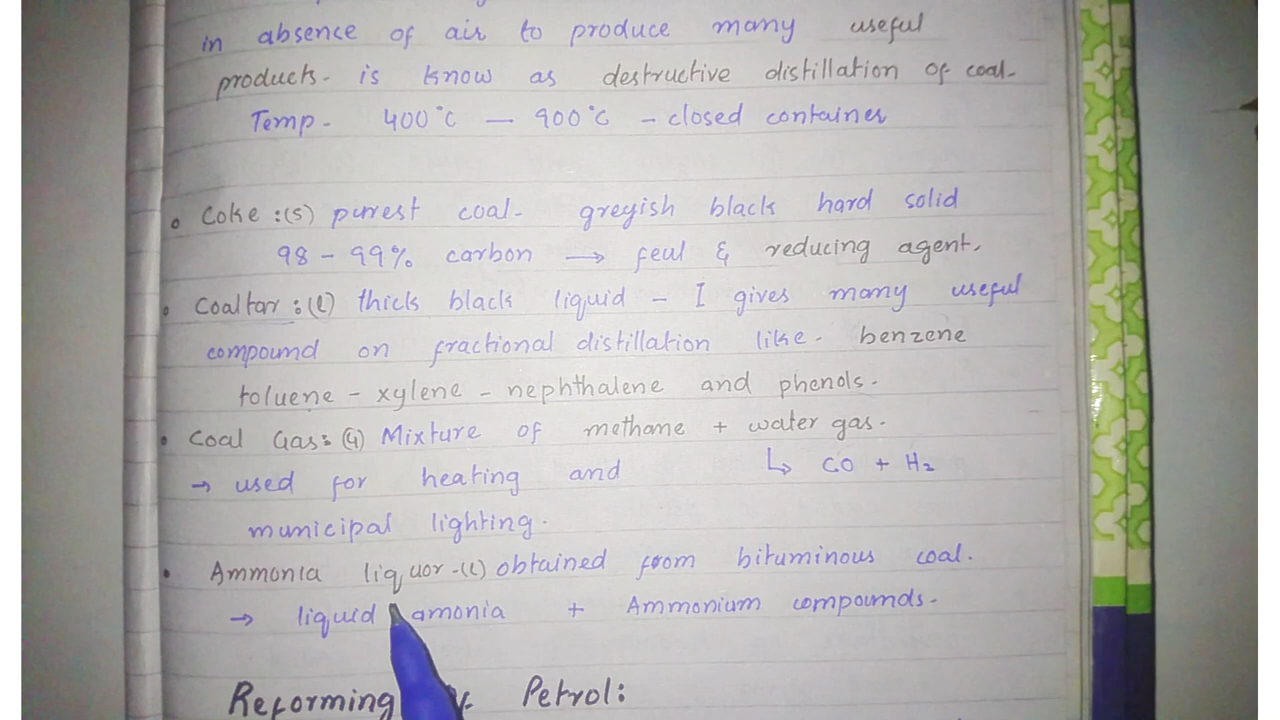 in absence of air to produce many useful
products. is know as destructive distillation of coal.
Temp. 400°C — 900°C - closed container
Coke :(S) purest coal. greyish black hard solid
98 - 99% carbon → feul & reducing agent.
Coaltar :(l) thick black liquid - I gives many useful
compound on fractional distillation like. benzene
toluene - xylene - nephthalene and phenols.
Coal Gas: (G) Mixture of methane + water gas.
↳ CO + H₂
→ used for heating and
municipal lighting.
Ammonia liquor -(l) obtained from bituminous coal.
→ liquid amonia + Ammonium compounds.
Reforming Petrol: